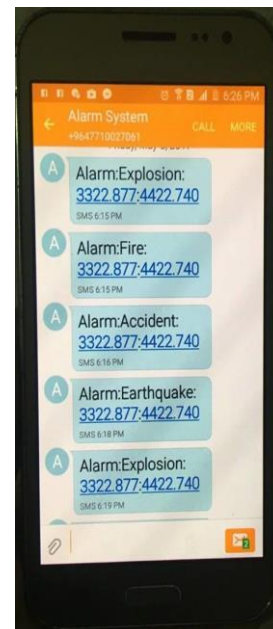 6:26 PM
Alarm System
+9647710027061
CALL MORE
A
Alarm:Explosion:
3322.877:4422.740
SMS 6:15 PM
A
Alarm:Fire:
3322.877:4422.740
SMS 6:15 PM
A
Alarm:Accident:
3322.877:4422.740
SMS 6:16 PM
A
Alarm:Earthquake:
3322.877:4422.740
SMS 6:18 PM
A
Alarm:Explosion:
3322.877:4422.740
SMS 6:19 PM
2